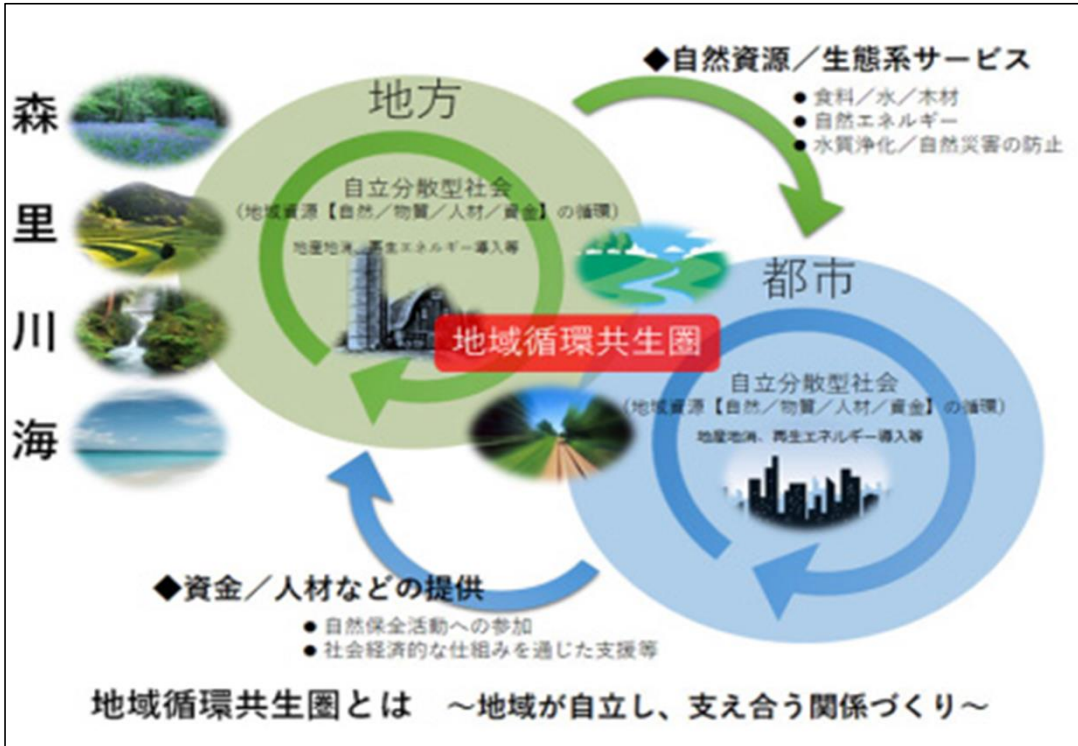 ◆自然資源／生態系サービス
● 食料／水／木材
● 自然エネルギー
● 水質浄化／自然災害の防止
森
里
川
海
地方
自立分散型社会
(地域資源【自然／物質／人材／資金】の循環)
地産地消、再生エネルギー導入等
地域循環共生圏
都市
自立分散型社会
(地域資源【自然／物質／人材／資金】の循環)
地産地消、再生エネルギー導入等
◆資金／人材などの提供
● 自然保全活動への参加
● 社会経済的な仕組みを通じた支援等
地域循環共生圏とは ～地域が自立し、支え合う関係づくり～